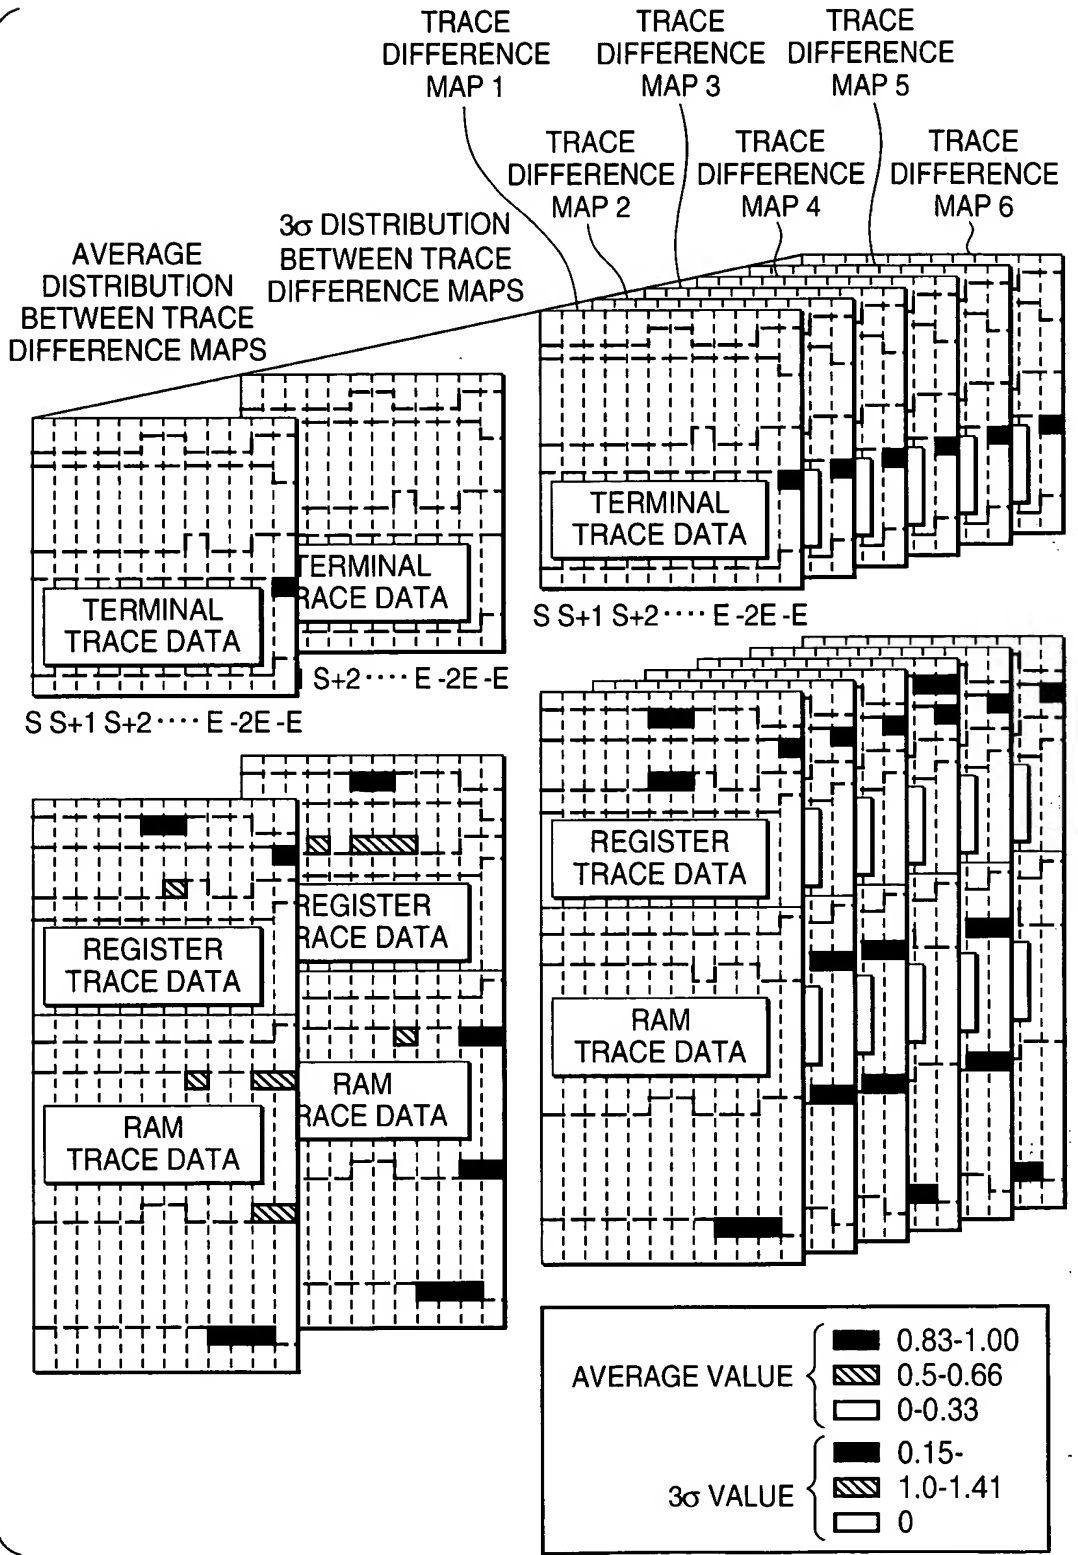 TRACE
DIFFERENCE
MAP 1
TRACE
DIFFERENCE
MAP 3
TRACE
DIFFERENCE
MAP 5
TRACE
DIFFERENCE
MAP 2
TRACE
DIFFERENCE
MAP 4
TRACE
DIFFERENCE
MAP 6
3σ DISTRIBUTION
BETWEEN TRACE
DIFFERENCE MAPS
AVERAGE
DISTRIBUTION
BETWEEN TRACE
DIFFERENCE MAPS
TERMINAL
TRACE DATA
S S+1 S+2 ···· E -2E -E
TERMINAL
RACE DATA
S+2 ···· E -2E -E
TERMINAL
TRACE DATA
S S+1 S+2 ···· E -2E -E
REGISTER
TRACE DATA
RAM
TRACE DATA
REGISTER
RACE DATA
RAM
RACE DATA
REGISTER
TRACE DATA
RAM
TRACE DATA
AVERAGE VALUE
0.83-1.00
0.5-0.66
0-0.33
3σ VALUE
0.15-
1.0-1.41
0